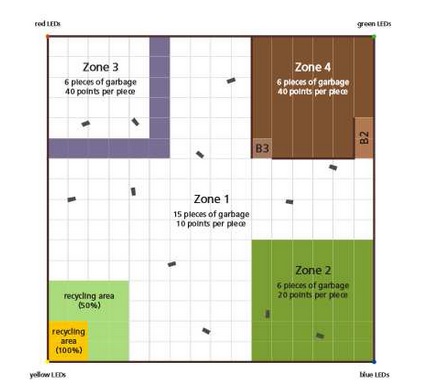 red LEDs
green LEDs
Zone 3
6 pieces of garbage
40 points per piece
Zone 4
6 pieces of garbage
40 points per piece
B3
B2
Zone 1
15 pieces of garbage
10 points per piece
Zone 2
6 pieces of garbage
20 points per piece
recycling area
(50%)
recycling
area
(100%)
yellow LEDs
blue LEDs